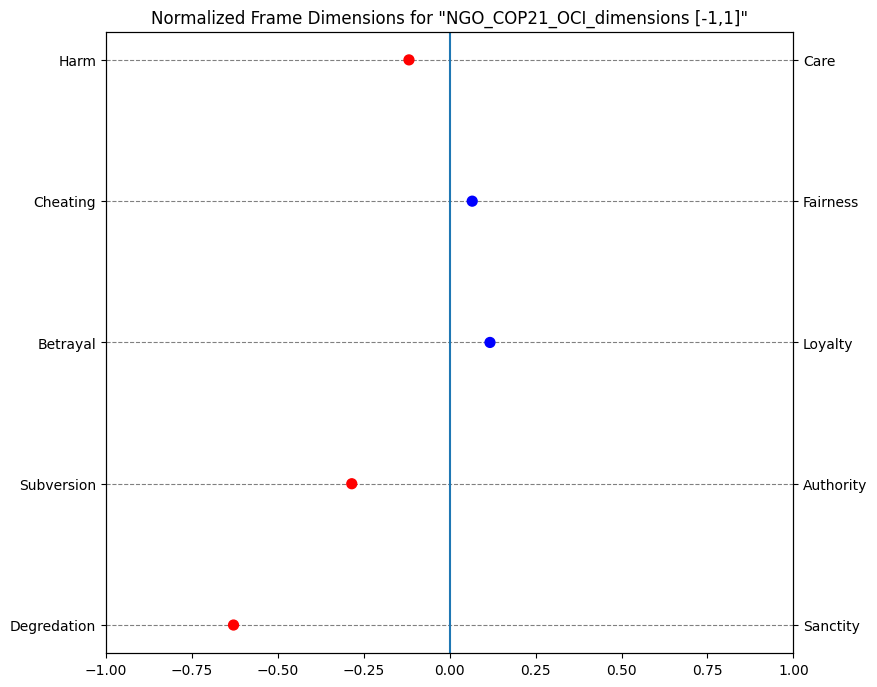 Normalized Frame Dimensions for "NGO_COP21_OCI_dimensions [-1,1]"
Harm Care
Cheating Fairness
Betrayal Loyalty
Subversion Authority
Degredation Sanctity
−1.00 −0.75 −0.50 −0.25 0.00 0.25 0.50 0.75 1.00